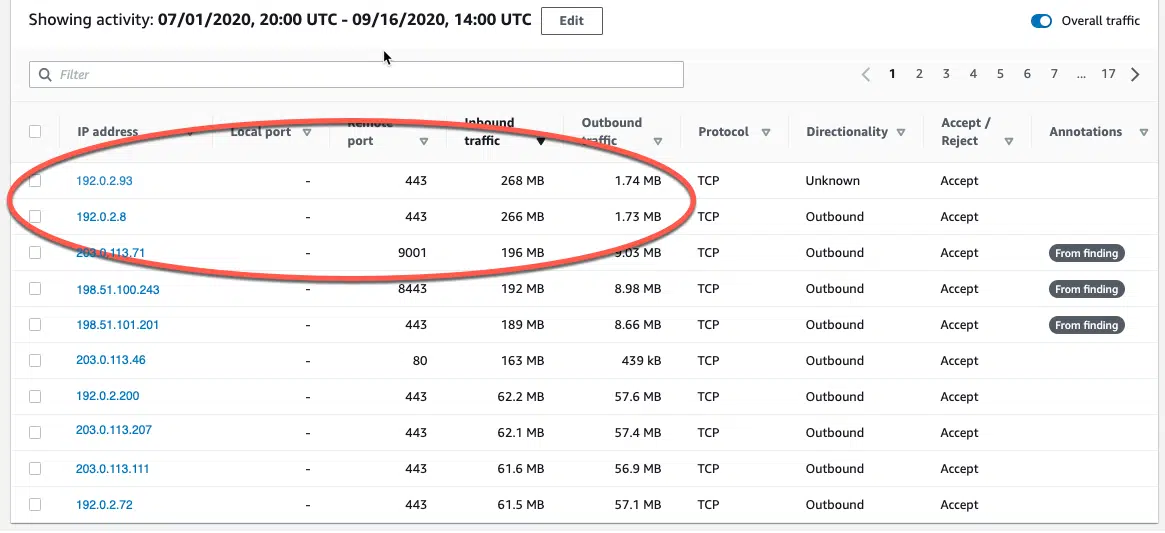 Showing activity: 07/01/2020, 20:00 UTC - 09/16/2020, 14:00 UTC Edit Overall traffic
Filter 1 2 3 4 5 6 7 ... 17
IP address Local port Remote port Inbound traffic Outbound traffic Protocol Directionality Accept / Reject Annotations
192.0.2.93 - 443 268 MB 1.74 MB TCP Unknown Accept
192.0.2.8 - 443 266 MB 1.73 MB TCP Outbound Accept
203.0.113.71 - 9001 196 MB 9.03 MB TCP Outbound Accept From finding
198.51.100.243 - 8443 192 MB 8.98 MB TCP Outbound Accept From finding
198.51.101.201 - 443 189 MB 8.66 MB TCP Outbound Accept From finding
203.0.113.46 - 80 163 MB 439 kB TCP Outbound Accept
192.0.2.200 - 443 62.2 MB 57.6 MB TCP Outbound Accept
203.0.113.207 - 443 62.1 MB 57.4 MB TCP Outbound Accept
203.0.113.111 - 443 61.6 MB 56.9 MB TCP Outbound Accept
192.0.2.72 - 443 61.5 MB 57.1 MB TCP Outbound Accept